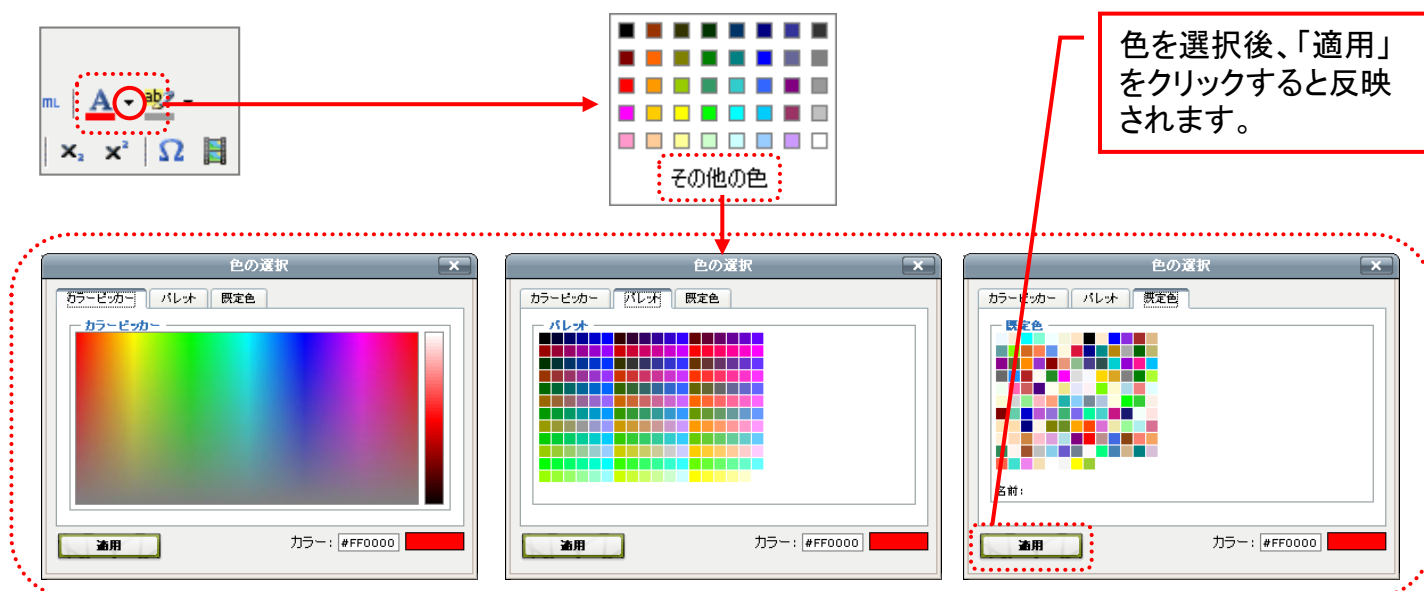 色を選択後、「適用」
をクリックすると反映
されます。
ML A ab
x₂ x² Ω
その他の色
色の選択
カラーピッカー パレット 既定色
カラーピッカー
適用
カラー: #FF0000
色の選択
カラーピッカー パレット 既定色
パレット
適用
カラー: #FF0000
色の選択
カラーピッカー パレット 既定色
既定色
名前:
適用
カラー: #FF0000